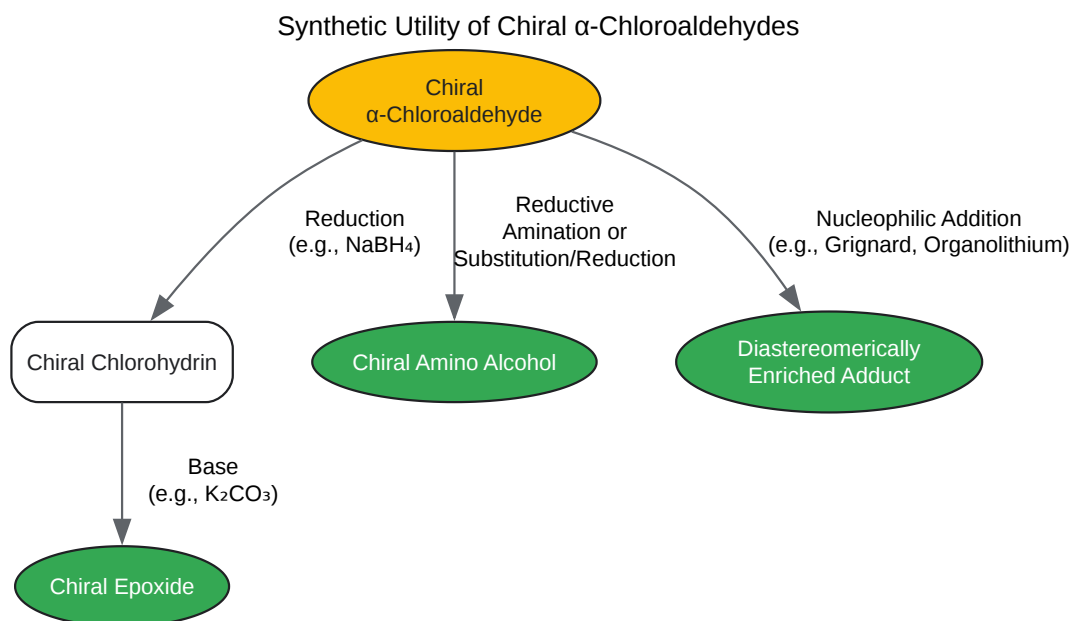 Synthetic Utility of Chiral α-Chloroaldehydes
Chiral
α-Chloroaldehyde
Reduction
(e.g., NaBH₄)
Reductive
Amination or
Substitution/Reduction
Nucleophilic Addition
(e.g., Grignard, Organolithium)
Chiral Chlorohydrin
Chiral Amino Alcohol
Diastereomerically
Enriched Adduct
Base
(e.g., K₂CO₃)
Chiral Epoxide